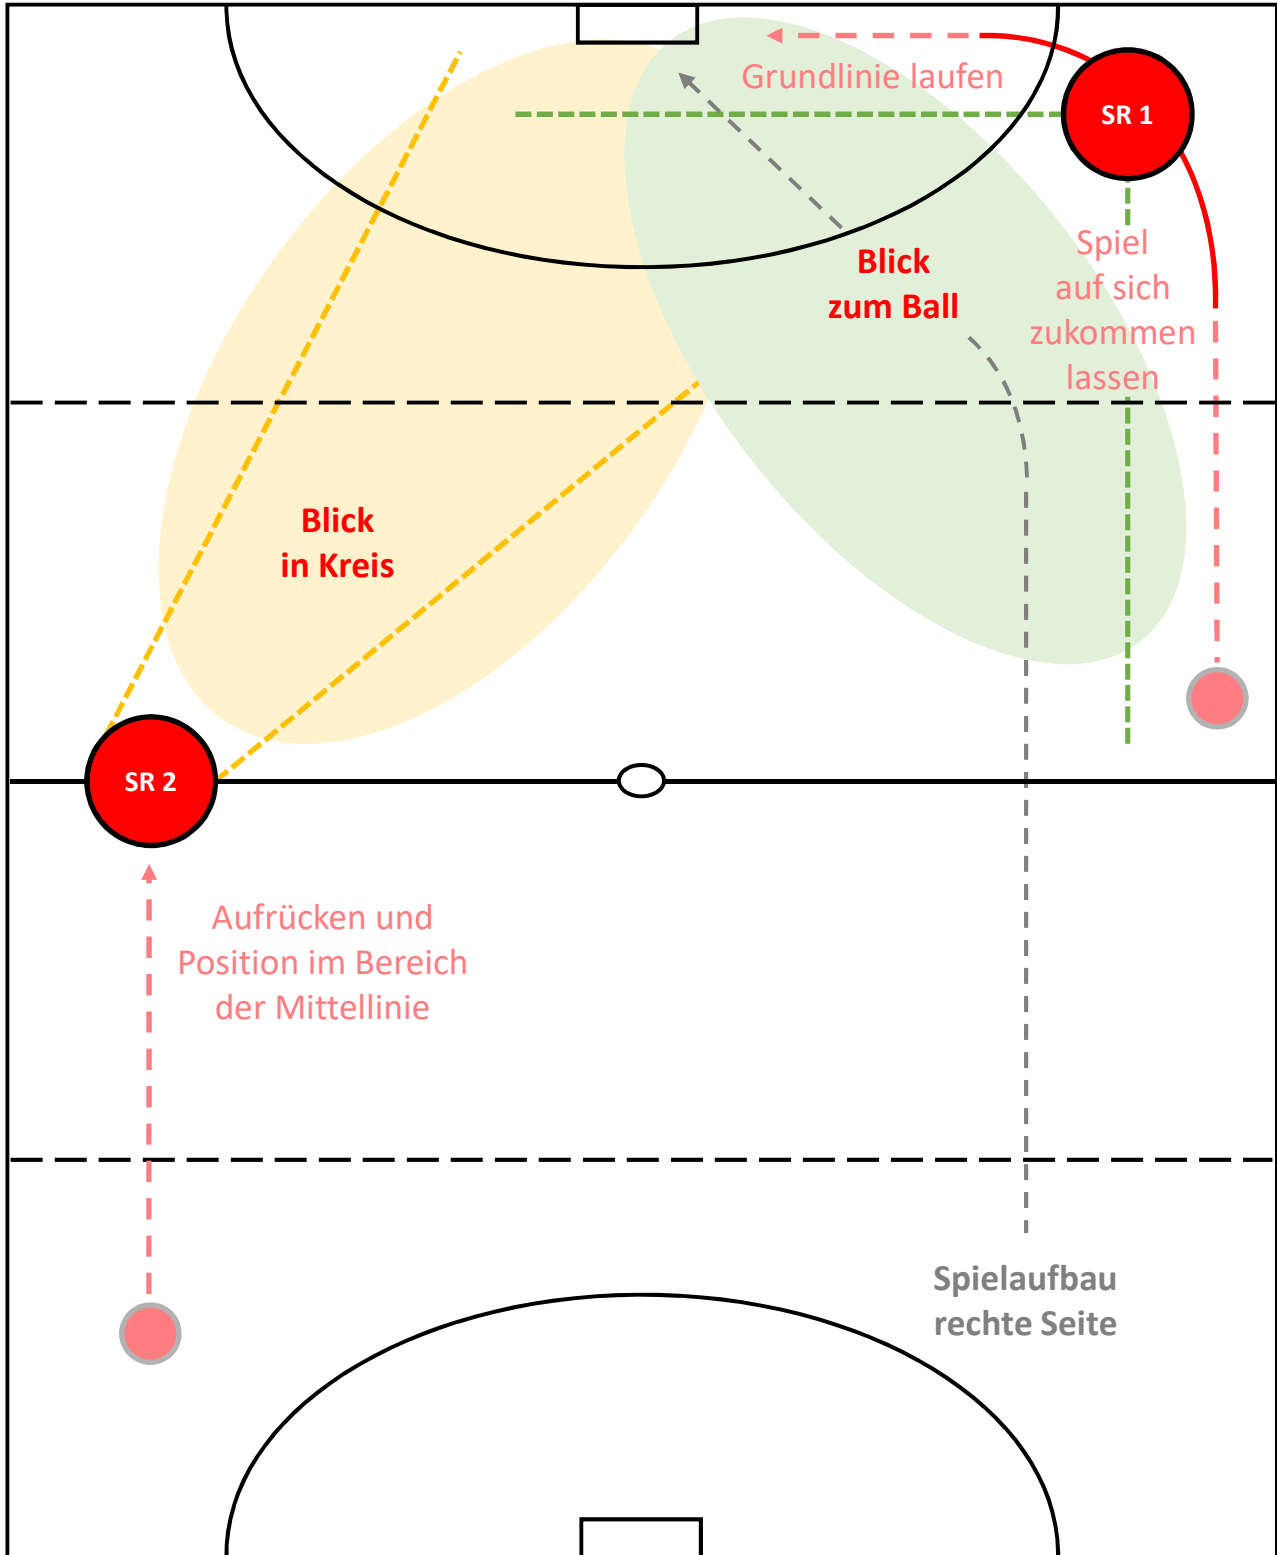 Grundlinie laufen
SR 1
Spiel
auf sich
zukommen
lassen
Blick
zum Ball
Blick
in Kreis
SR 2
Aufrücken und
Position im Bereich
der Mittellinie
Spielaufbau
rechte Seite